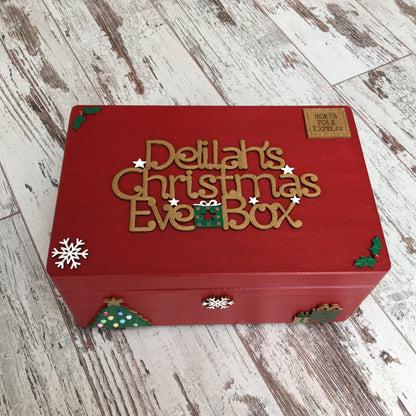 Delilah's
Christmas
Eve Box
NORTH
POLE
EXPRESS